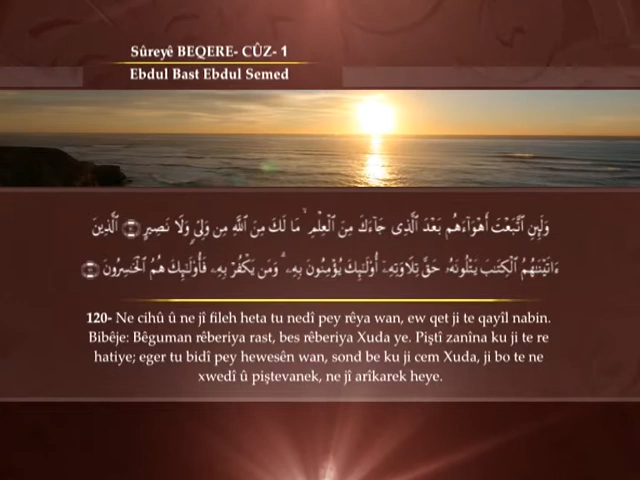 Sûreyê BEQERE- CÛZ- 1
Ebdul Bast Ebdul Semed
وَلَئِنِ ٱتَّبَعْتَ أَهْوَآءَهُم بَعْدَ ٱلَّذِى جَآءَكَ مِنَ ٱلْعِلْمِ ۙ مَا لَكَ مِنَ ٱللَّهِ مِن وَلِىٍّ وَلَا نَصِيرٍ ۝ ٱلَّذِينَ
ءَاتَيْنَٰهُمُ ٱلْكِتَٰبَ يَتْلُونَهُۥ حَقَّ تِلَاوَتِهِۦٓ أُو۟لَٰٓئِكَ يُؤْمِنُونَ بِهِۦ ۗ وَمَن يَكْفُرْ بِهِۦ فَأُو۟لَٰٓئِكَ هُمُ ٱلْخَٰسِرُونَ ۝
120- Ne cihû û ne jî fileh heta tu nedî pey rêya wan, ew qet ji te qayîl nabin.
Bibêje: Bêguman rêberiya rast, bes rêberiya Xuda ye. Piştî zanîna ku ji te re
hatiye; eger tu bidî pey hewesên wan, sond be ku ji cem Xuda, ji bo te ne
xwedî û piştevanek, ne jî arîkarek heye.